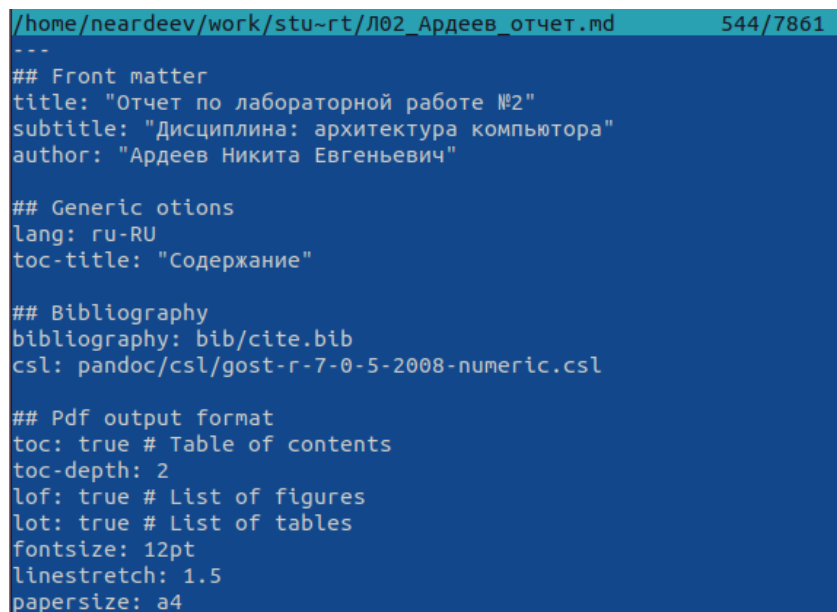 /home/neardeev/work/stu~rt/Л02_Ардеев_отчет.md 544/7861
---
## Front matter
title: "Отчет по лабораторной работе №2"
subtitle: "Дисциплина: архитектура компьютора"
author: "Ардеев Никита Евгеньевич"
## Generic otions
lang: ru-RU
toc-title: "Содержание"
## Bibliography
bibliography: bib/cite.bib
csl: pandoc/csl/gost-r-7-0-5-2008-numeric.csl
## Pdf output format
toc: true # Table of contents
toc-depth: 2
lof: true # List of figures
lot: true # List of tables
fontsize: 12pt
linestretch: 1.5
papersize: a4